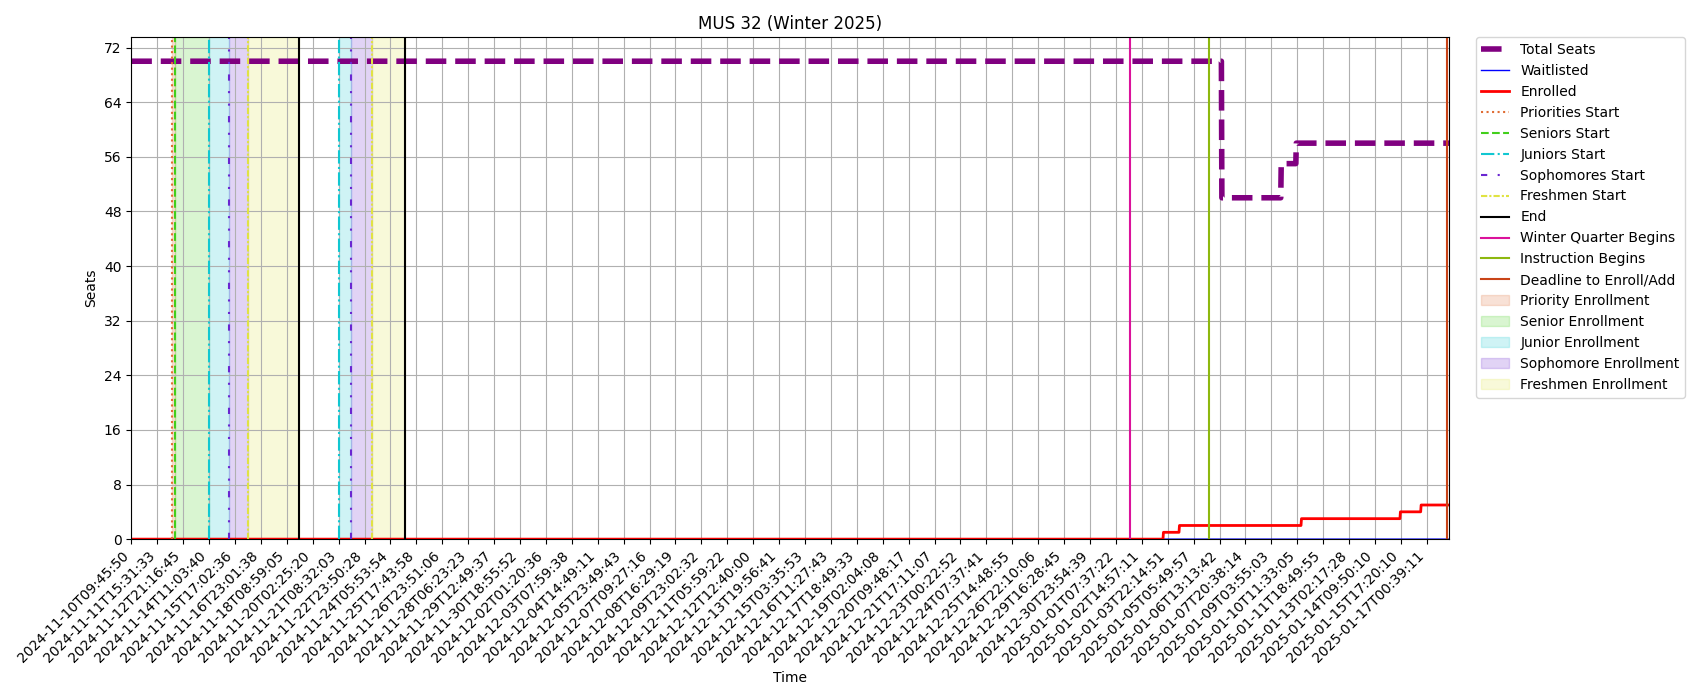 MUS 32 (Winter 2025)
Seats
72
64
56
48
40
32
24
16
8
0
2024-11-10T09:45:50
2024-11-11T15:31:33
2024-11-12T21:16:45
2024-11-14T11:03:40
2024-11-15T17:02:36
2024-11-16T23:01:38
2024-11-18T08:59:05
2024-11-20T02:25:20
2024-11-21T08:32:03
2024-11-22T23:50:28
2024-11-24T05:53:54
2024-11-25T17:43:58
2024-11-26T23:51:06
2024-11-28T06:23:23
2024-11-29T12:49:37
2024-11-30T18:55:52
2024-12-02T01:20:36
2024-12-03T07:59:38
2024-12-04T14:49:11
2024-12-05T23:49:43
2024-12-07T09:27:16
2024-12-08T16:29:19
2024-12-09T23:02:32
2024-12-11T05:59:22
2024-12-12T12:40:00
2024-12-13T19:56:41
2024-12-15T03:35:53
2024-12-16T11:27:43
2024-12-17T18:49:33
2024-12-19T02:04:08
2024-12-20T09:48:17
2024-12-21T17:11:07
2024-12-23T00:22:52
2024-12-24T07:37:41
2024-12-25T14:48:55
2024-12-26T22:10:06
2024-12-29T16:28:45
2024-12-30T23:54:39
2025-01-01T07:37:22
2025-01-02T14:57:11
2025-01-03T22:14:51
2025-01-05T05:49:57
2025-01-06T13:13:42
2025-01-07T20:38:14
2025-01-09T03:55:03
2025-01-10T11:33:05
2025-01-11T18:49:55
2025-01-13T02:17:28
2025-01-14T09:50:10
2025-01-15T17:20:10
2025-01-17T00:39:11
Time
Total Seats
Waitlisted
Enrolled
Priorities Start
Seniors Start
Juniors Start
Sophomores Start
Freshmen Start
End
Winter Quarter Begins
Instruction Begins
Deadline to Enroll/Add
Priority Enrollment
Senior Enrollment
Junior Enrollment
Sophomore Enrollment
Freshmen Enrollment